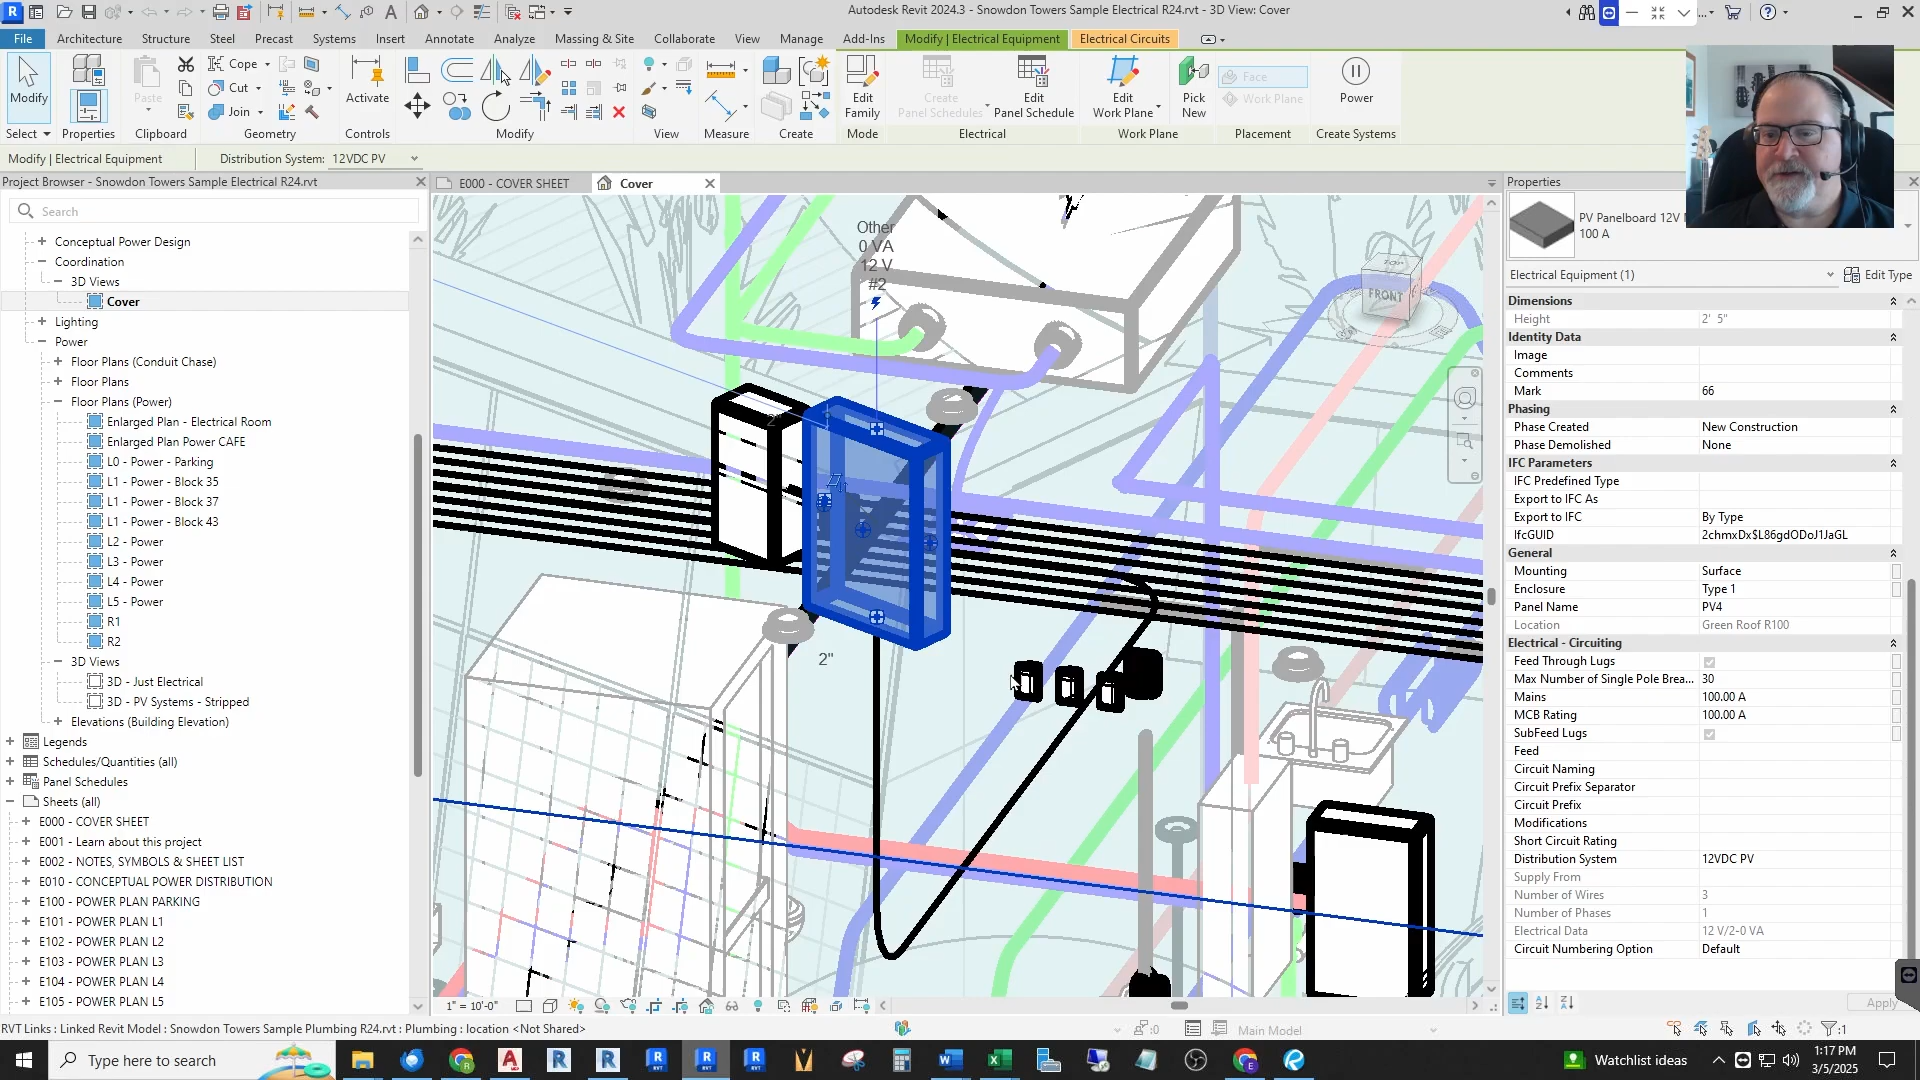 Autodesk Revit 2024.3 - Snowdon Towers Sample Electrical R24.rvt - 3D View: Cover
File Architecture Structure Steel Precast Systems Insert Annotate Analyze Massing & Site Collaborate View Manage Add-Ins Modify | Electrical Equipment Electrical Circuits
Modify
Paste
Cope
Cut
Join
Activate
Edit Family
Create Panel Schedules
Edit Panel Schedule
Edit Work Plane
Pick New
Face
Work Plane
Power
Select Properties Clipboard Geometry Controls Modify View Measure Create Mode Electrical Work Plane Placement Create Systems
Modify | Electrical Equipment Distribution System: 12VDC PV
Project Browser - Snowdon Towers Sample Electrical R24.rvt
Search
Conceptual Power Design
Coordination
3D Views
Cover
Lighting
Power
Floor Plans (Conduit Chase)
Floor Plans
Floor Plans (Power)
Enlarged Plan - Electrical Room
Enlarged Plan Power CAFE
L0 - Power - Parking
L1 - Power - Block 35
L1 - Power - Block 37
L1 - Power - Block 43
L2 - Power
L3 - Power
L4 - Power
L5 - Power
R1
R2
3D Views
3D - Just Electrical
3D - PV Systems - Stripped
Elevations (Building Elevation)
Legends
Schedules/Quantities (all)
Panel Schedules
Sheets (all)
E000 - COVER SHEET
E001 - Learn about this project
E002 - NOTES, SYMBOLS & SHEET LIST
E010 - CONCEPTUAL POWER DISTRIBUTION
E100 - POWER PLAN PARKING
E101 - POWER PLAN L1
E102 - POWER PLAN L2
E103 - POWER PLAN L3
E104 - POWER PLAN L4
E105 - POWER PLAN L5
E000 - COVER SHEET
Cover
Other
0 VA
12 V
#2
2"
2"
TOP
FRONT
1" = 10'-0"
Properties
PV Panelboard 12V
100 A
Electrical Equipment (1) Edit Type
Dimensions
Height 2' 5"
Identity Data
Image
Comments
Mark 66
Phasing
Phase Created New Construction
Phase Demolished None
IFC Parameters
IFC Predefined Type
Export to IFC As
Export to IFC By Type
IfcGUID 2chmxDx$L86gdODoJ1JaGL
General
Mounting Surface
Enclosure Type 1
Panel Name PV4
Location Green Roof R100
Electrical - Circuiting
Feed Through Lugs
Max Number of Single Pole Brea... 30
Mains 100.00 A
MCB Rating 100.00 A
SubFeed Lugs
Feed
Circuit Naming
Circuit Prefix Separator
Circuit Prefix
Modifications
Short Circuit Rating
Distribution System 12VDC PV
Supply From
Number of Wires 3
Number of Phases 1
Electrical Data 12 V/2-0 VA
Circuit Numbering Option Default
Apply
RVT Links : Linked Revit Model : Snowdon Towers Sample Plumbing R24.rvt : Plumbing : location <Not Shared>
:0
Main Model
:1
Type here to search
Watchlist ideas
1:17 PM
3/5/2025